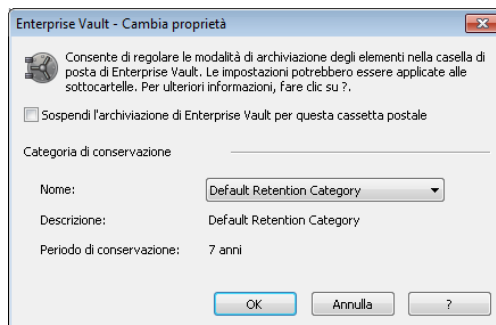 Enterprise Vault - Cambia proprietà
Consente di regolare le modalità di archiviazione degli elementi nella casella di
posta di Enterprise Vault. Le impostazioni potrebbero essere applicate alle
sottocartelle. Per ulteriori informazioni, fare clic su ?.
Sospendi l'archiviazione di Enterprise Vault per questa cassetta postale
Categoria di conservazione
Nome: Default Retention Category
Descrizione: Default Retention Category
Periodo di conservazione: 7 anni
OK Annulla ?